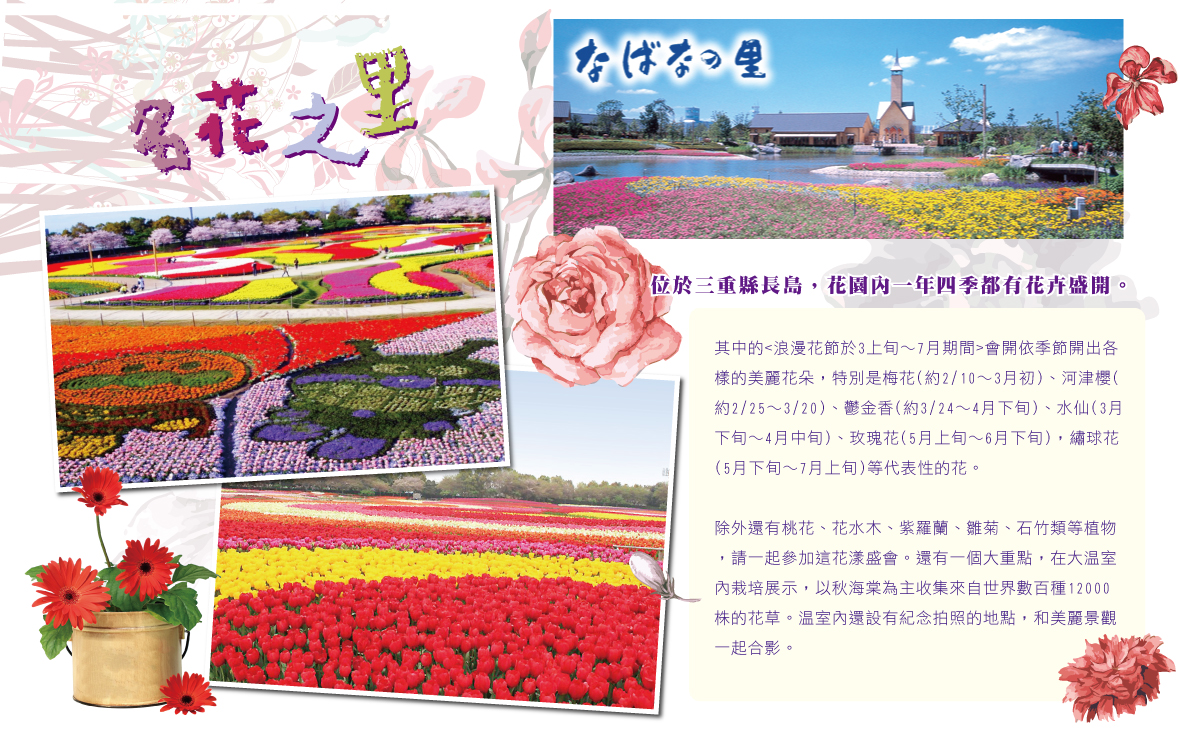 名花之里
なばなの里
位於三重縣長島，花園內一年四季都有花卉盛開。
其中的<浪漫花節於3上旬～7月期間>會開依季節開出各
樣的美麗花朵，特別是梅花(約2/10～3月初)、河津櫻(
約2/25～3/20)、鬱金香(約3/24～4月下旬)、水仙(3月
下旬～4月中旬)、玫瑰花(5月上旬～6月下旬)，繡球花
(5月下旬～7月上旬)等代表性的花。
除外還有桃花、花水木、紫羅蘭、雛菊、石竹類等植物
，請一起參加這花漾盛會。還有一個大重點，在大温室
內栽培展示，以秋海棠為主收集來自世界數百種12000
株的花草。温室內還設有紀念拍照的地點，和美麗景觀
一起合影。